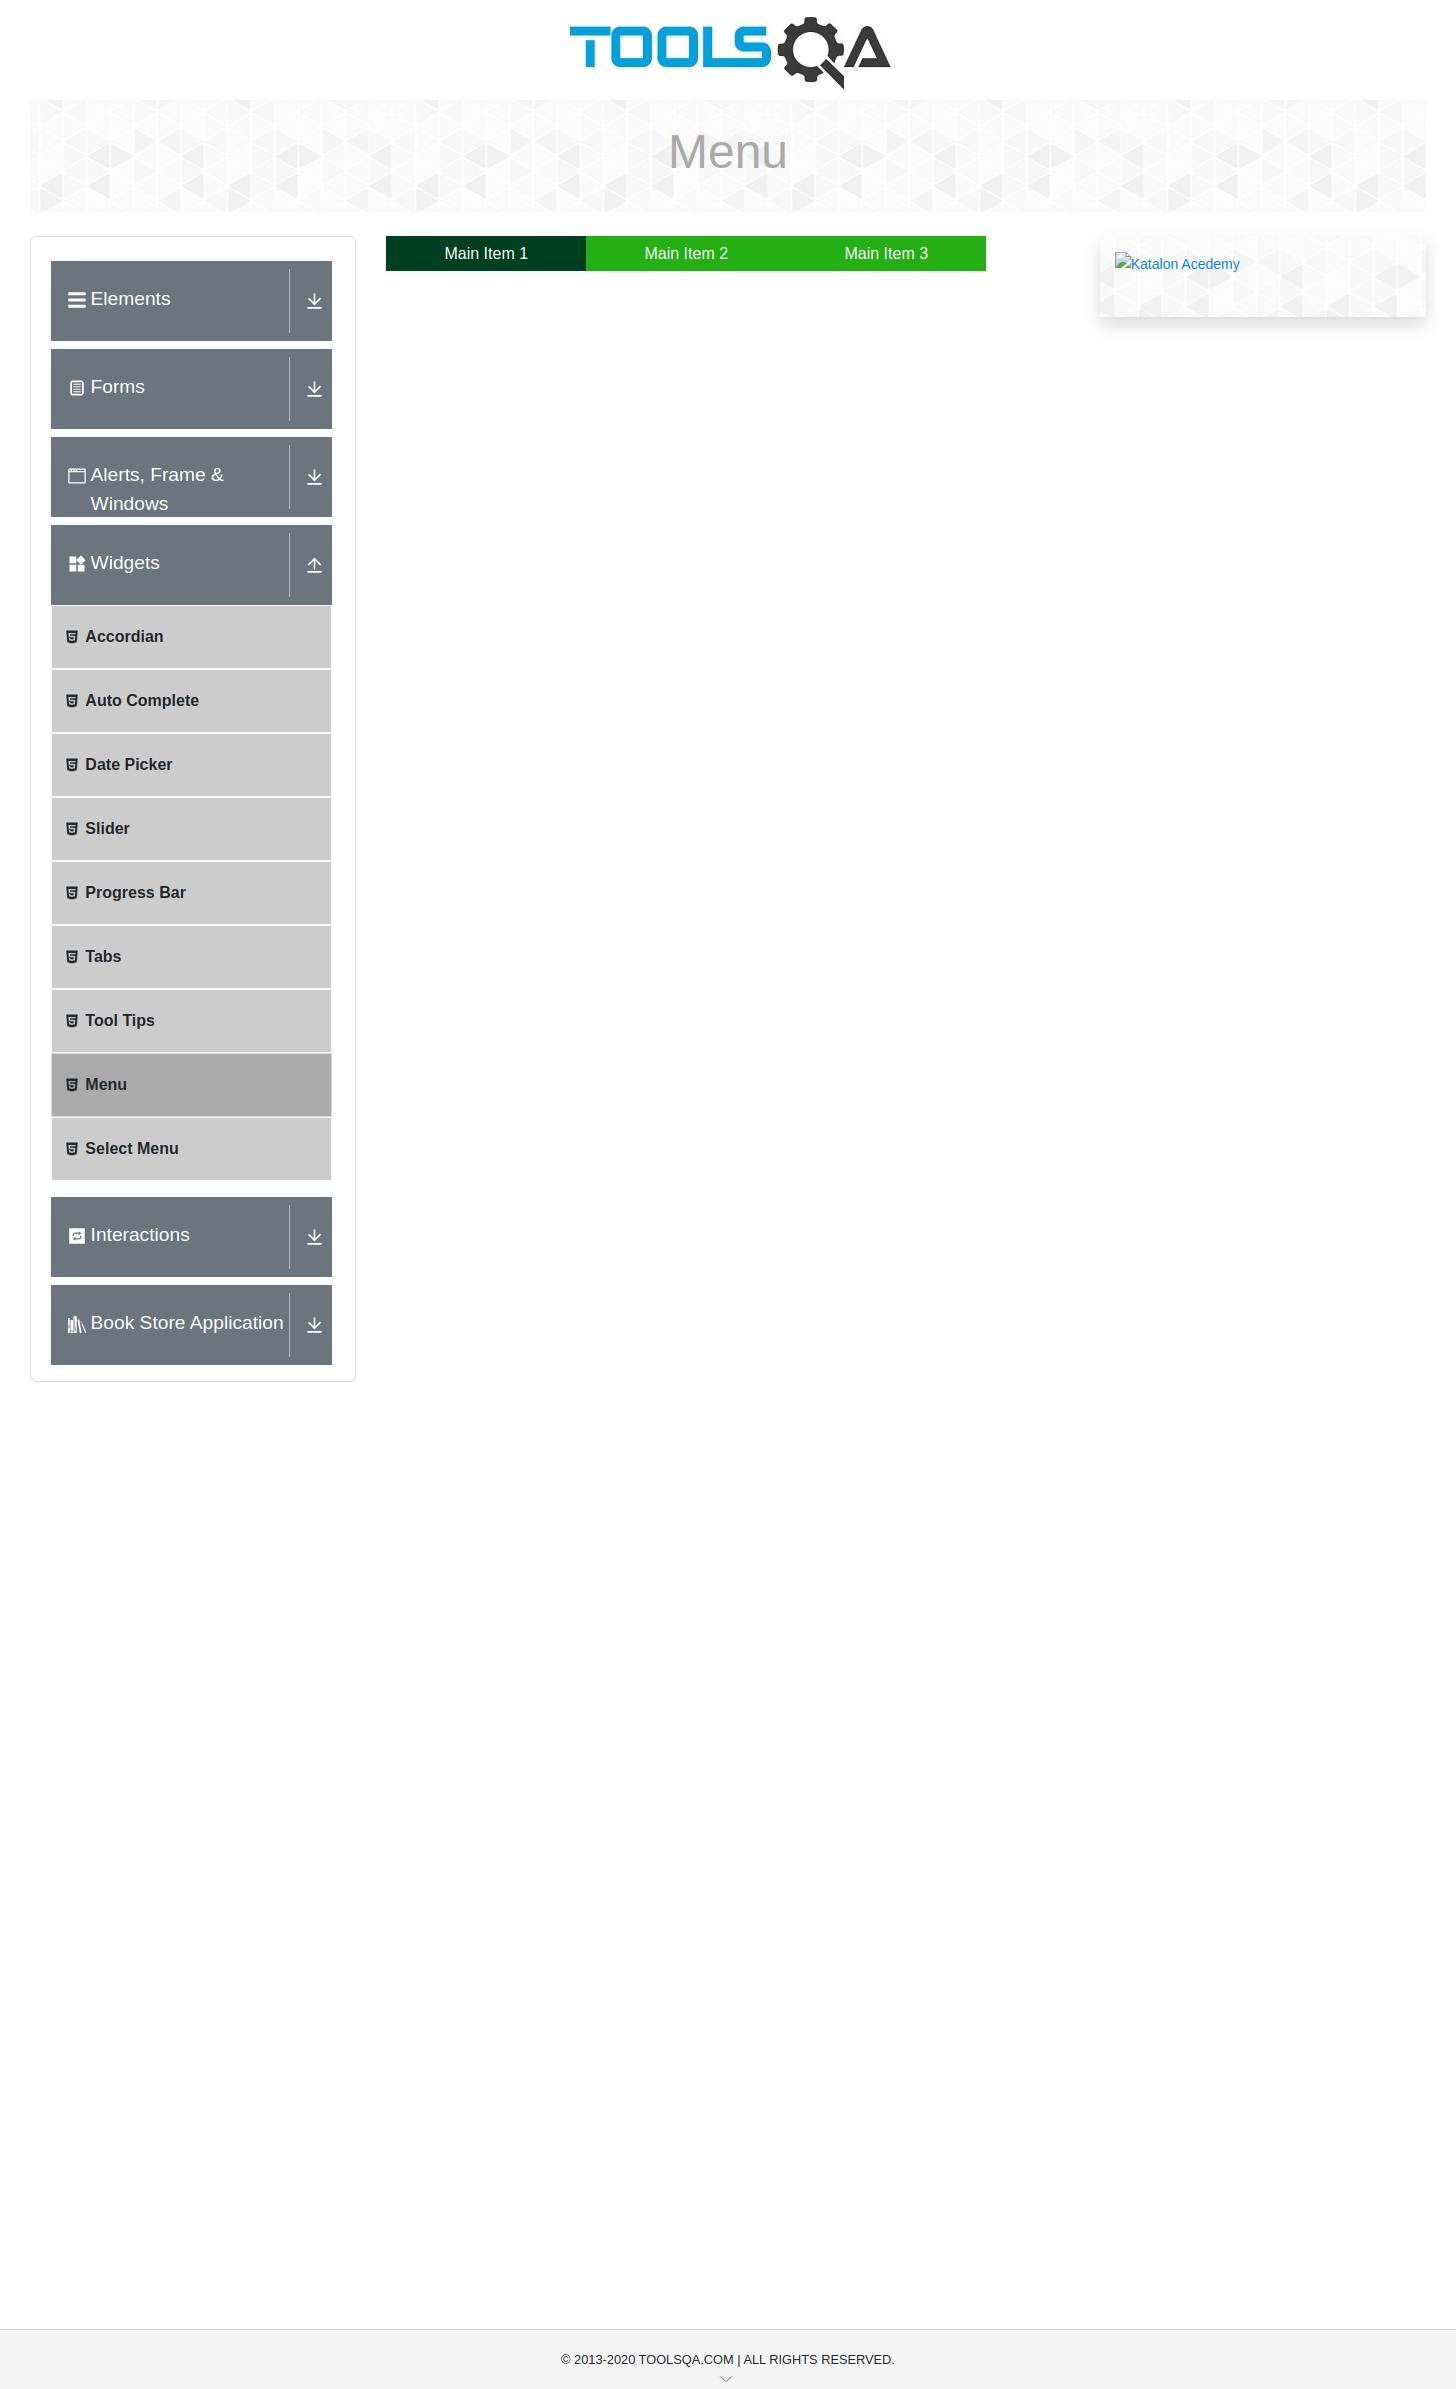 TOOLSQA
Menu
Elements
Forms
Alerts, Frame &
Windows
Widgets
Accordian
Auto Complete
Date Picker
Slider
Progress Bar
Tabs
Tool Tips
Menu
Select Menu
Interactions
Book Store Application
Main Item 1
Main Item 2
Main Item 3
Katalon Acedemy
© 2013-2020 TOOLSQA.COM | ALL RIGHTS RESERVED.